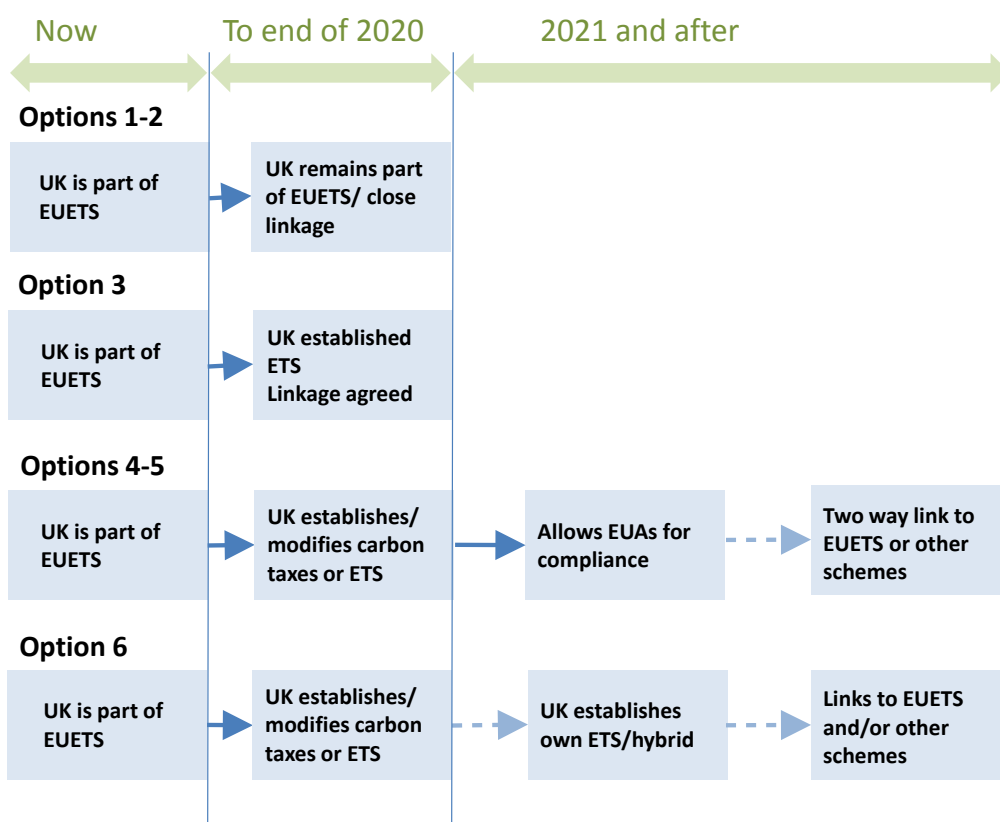 Now
To end of 2020
2021 and after
Options 1-2
UK is part of
EUETS
UK remains part
of EUETS/ close
linkage
Option 3
UK is part of
EUETS
UK established
ETS
Linkage agreed
Options 4-5
UK is part of
EUETS
UK establishes/
modifies carbon
taxes or ETS
Allows EUAs for
compliance
Two way link to
EUETS or other
schemes
Option 6
UK is part of
EUETS
UK establishes/
modifies carbon
taxes or ETS
UK establishes
own ETS/hybrid
Links to EUETS
and/or other
schemes